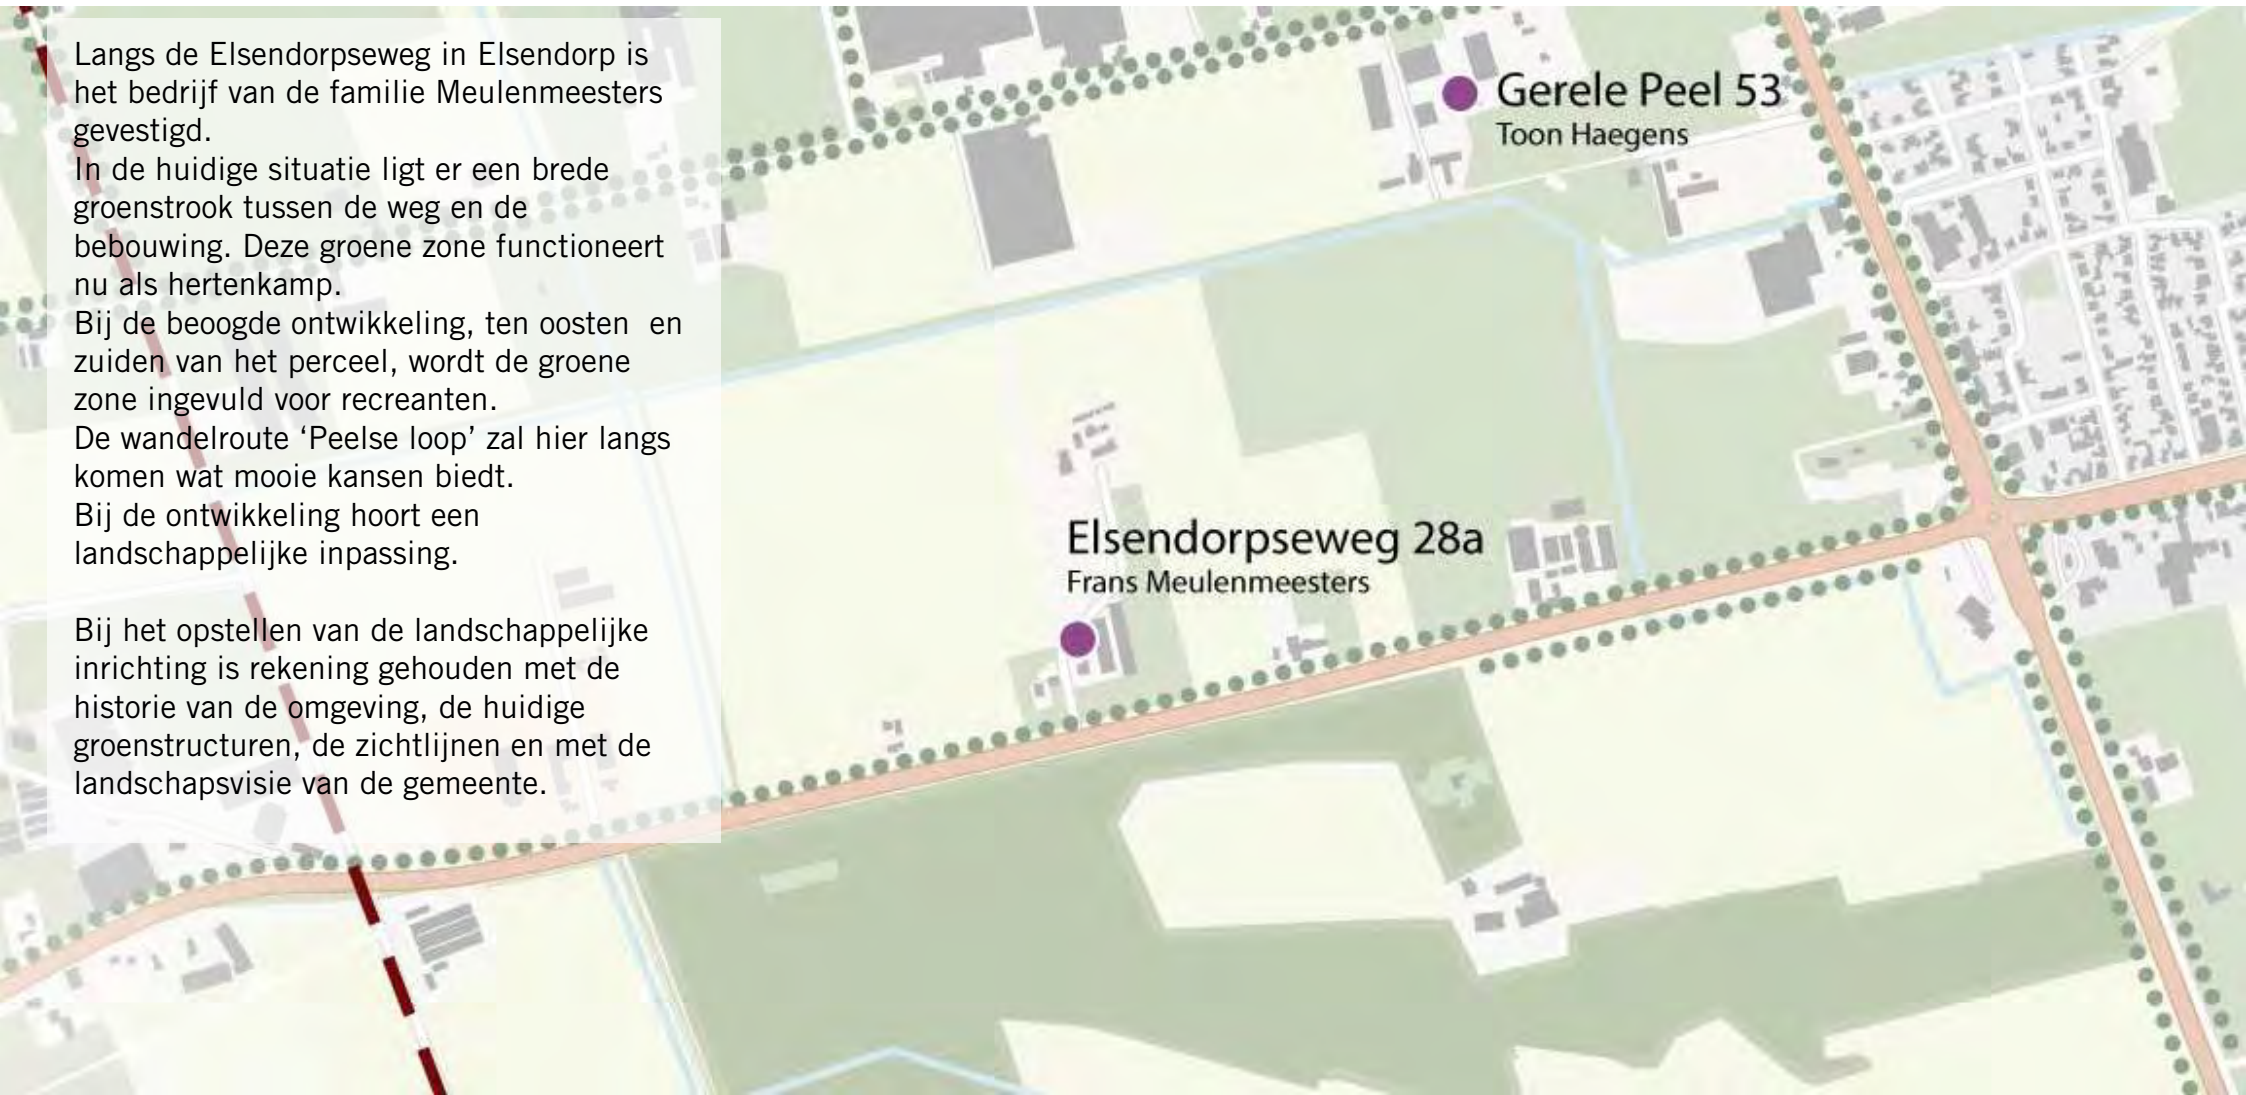 Langs de Elsendorpseweg in Elsendorp is
het bedrijf van de familie Meulenmeesters
gevestigd.
In de huidige situatie ligt er een brede
groenstrook tussen de weg en de
bebouwing. Deze groene zone functioneert
nu als hertenkamp.
Bij de beoogde ontwikkeling, ten oosten  en
zuiden van het perceel, wordt de groene
zone ingevuld voor recreanten.
De wandelroute ‘Peelse loop’ zal hier langs
komen wat mooie kansen biedt.
Bij de ontwikkeling hoort een
landschappelijke inpassing.

Bij het opstellen van de landschappelijke
inrichting is rekening gehouden met de
historie van de omgeving, de huidige
groenstructuren, de zichtlijnen en met de
landschapsvisie van de gemeente.

Gerele Peel 53
Toon Haegens

Elsendorpseweg 28a
Frans Meulenmeesters